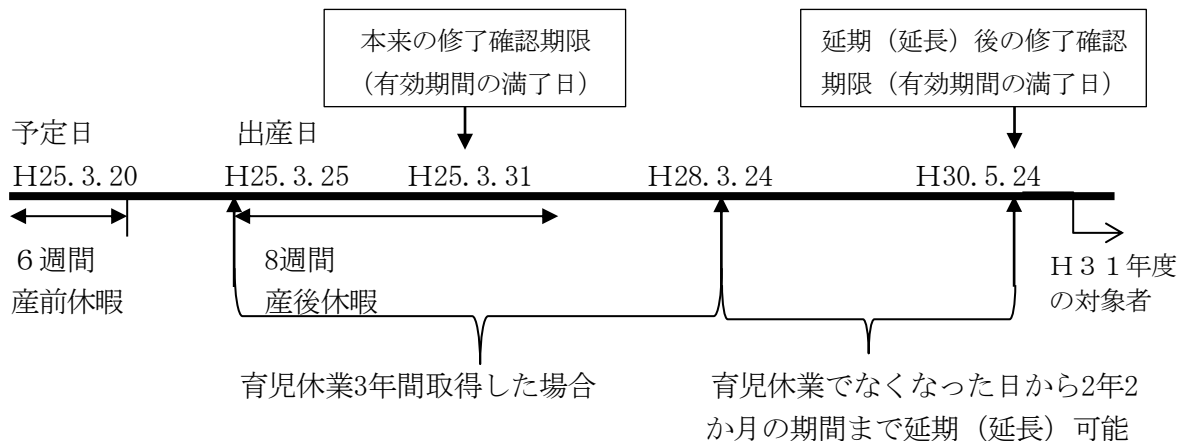 本来の修了確認期限
（有効期間の満了日）
延期（延長）後の修了確認
期限（有効期間の満了日）
予定日
出産日
H25.3.20
H25.3.25
H25.3.31
H28.3.24
H30.5.24
６週間
産前休暇
8週間
産後休暇
H３１年度
の対象者
育児休業3年間取得した場合
育児休業でなくなった日から2年2
か月の期間まで延期（延長）可能